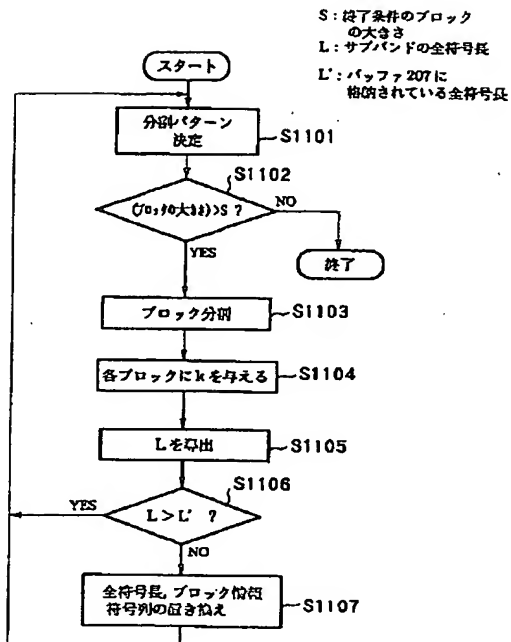 S：終了条件のブロック
の大きさ
L：サブバンドの全符号長
L'：バッファ207に
格納されている全符号長
スタート
分割パターン
決定
S1101
S1102
(ブロックの大きさ)>S ?
NO
YES
終了
ブロック分割
S1103
各ブロックにkを与える
S1104
Lを導出
S1105
S1106
YES
L>L' ?
NO
全符号長,ブロック情報
符号列の置き換え
S1107